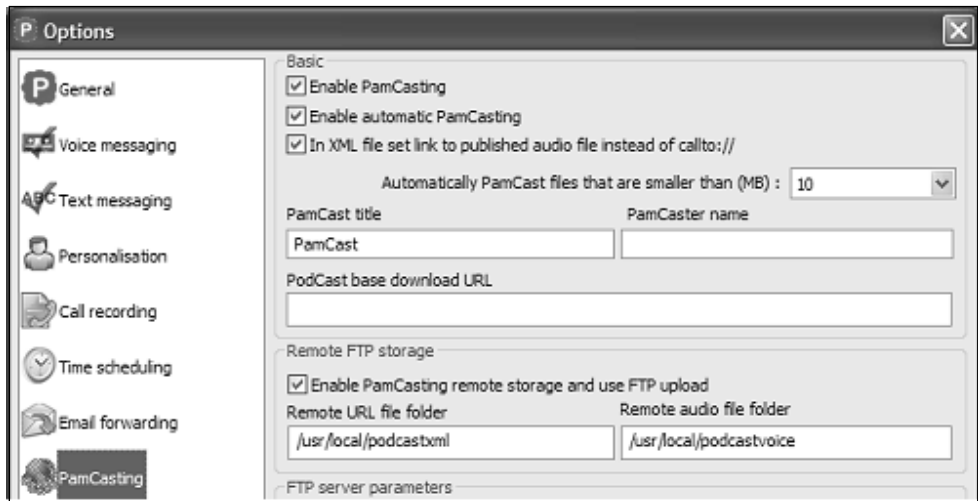 P Options
P General
Voice messaging
ABC Text messaging
Personalisation
Call recording
Time scheduling
Email forwarding
PamCasting
Basic
Enable PamCasting
Enable automatic PamCasting
In XML file set link to published audio file instead of callto://
Automatically PamCast files that are smaller than (MB) : 10
PamCast title PamCaster name
PamCast
PodCast base download URL
Remote FTP storage
Enable PamCasting remote storage and use FTP upload
Remote URL file folder Remote audio file folder
/usr/local/podcastxml /usr/local/podcastvoice
FTP server parameters